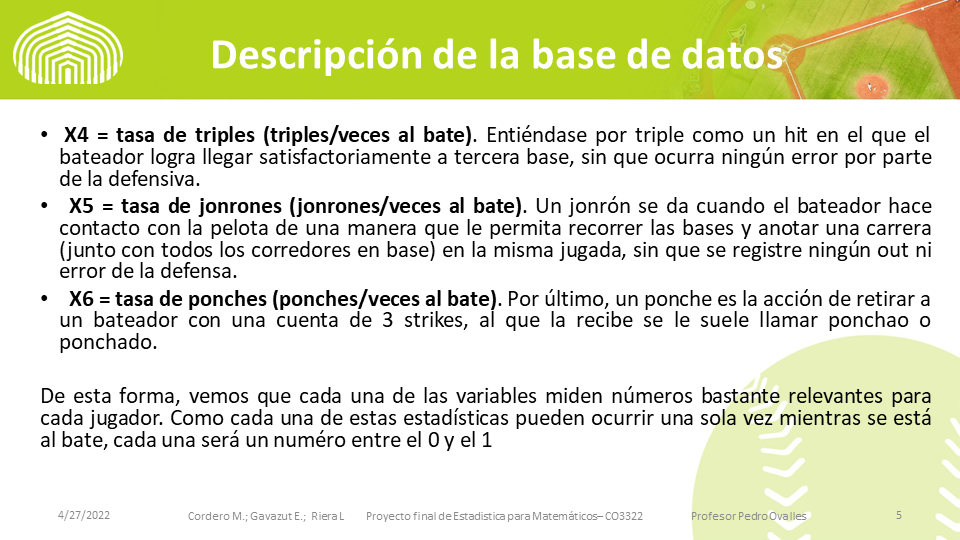 Descripción de la base de datos
• X4 = tasa de triples (triples/veces al bate). Entiéndase por triple como un hit en el que el
bateador logra llegar satisfactoriamente a tercera base, sin que ocurra ningún error por parte
de la defensiva.
• X5 = tasa de jonrones (jonrones/veces al bate). Un jonrón se da cuando el bateador hace
contacto con la pelota de una manera que le permita recorrer las bases y anotar una carrera
(junto con todos los corredores en base) en la misma jugada, sin que se registre ningún out ni
error de la defensa.
• X6 = tasa de ponches (ponches/veces al bate). Por último, un ponche es la acción de retirar a
un bateador con una cuenta de 3 strikes, al que la recibe se le suele llamar ponchao o
ponchado.
De esta forma, vemos que cada una de las variables miden números bastante relevantes para
cada jugador. Como cada una de estas estadísticas pueden ocurrir una sola vez mientras se está
al bate, cada una será un numéro entre el 0 y el 1
4/27/2022 Cordero M.; Gavazut E.; Riera L Proyecto final de Estadistica para Matemáticos– CO3322 Profesor Pedro Ovalles 5